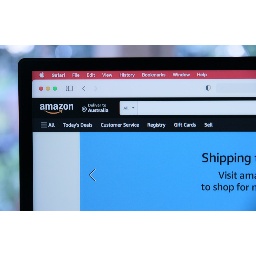 Safari File Edit View History Bookmarks Window Help
amazon
Deliver to
Australia
All
All Today's Deals Customer Service Registry Gift Cards Sell
Shipping
Visit ama
to shop for